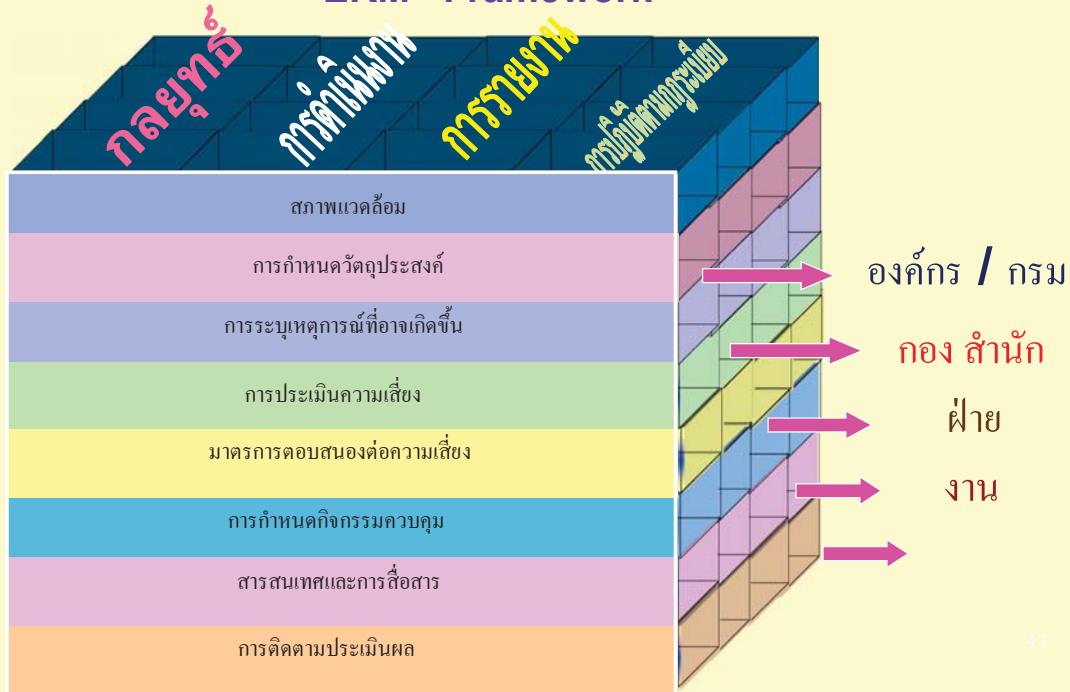 ERM Framework
กลยุทธ์
การดำเนินงาน
การรายงาน
การปฏิบัติตามกฎระเบียบ
สภาพแวดล้อม
การกำหนดวัตถุประสงค์
การระบุเหตุการณ์ที่อาจเกิดขึ้น
การประเมินความเสี่ยง
มาตรการตอบสนองต่อความเสี่ยง
การกำหนดกิจกรรมควบคุม
สารสนเทศและการสื่อสาร
การติดตามประเมินผล
องค์กร / กรม
กอง สำนัก
ฝ่าย
งาน
43